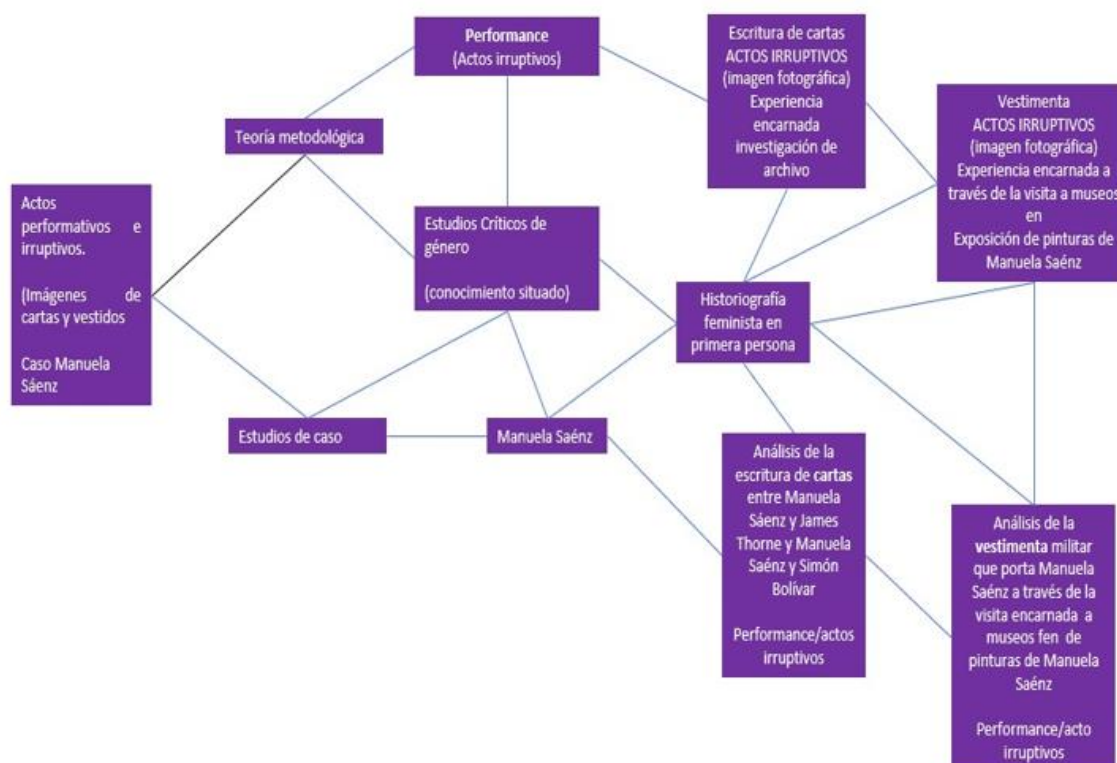 Performance
(Actos irruptivos)
Escritura de cartas
ACTOS IRRUPTIVOS
(imagen fotográfica)
Experiencia
encarnada
investigación de
archivo
Vestimenta
ACTOS IRRUPTIVOS
(imagen fotográfica)
Experiencia encarnada a
través de la visita a museos
en
Exposición de pinturas de
Manuela Saénz
Teoría metodológica
Actos
performativos e
irruptivos.
(Imágenes de
cartas y vestidos
Caso Manuela
Sáenz
Estudios Críticos de
género
(conocimiento situado)
Historiografía
feminista en
primera persona
Estudios de caso
Manuela Saénz
Análisis de la
escritura de cartas
entre Manuela
Sáenz y James
Thorne y Manuela
Saénz y Simón
Bolívar
Performance/actos
irruptivos
Análisis de la
vestimenta militar
que porta Manuela
Saénz a través de la
visita encarnada a
museos fen de
pinturas de Manuela
Saénz
Performance/acto
irruptivos